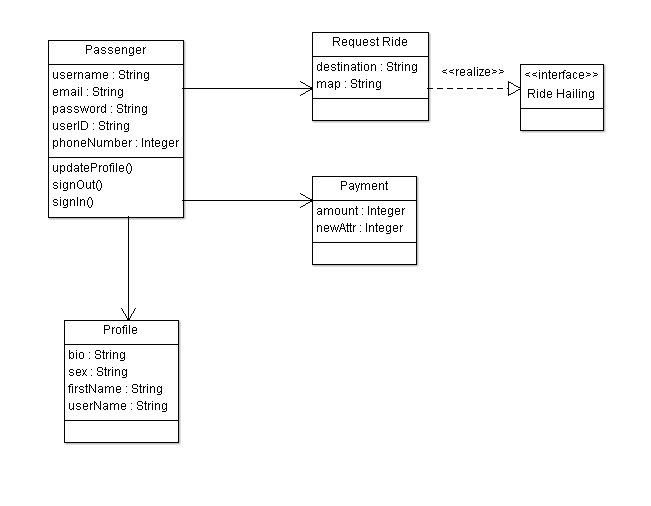 Passenger
username : String
email : String
password : String
userID : String
phoneNumber : Integer
updateProfile()
signOut()
signIn()
Request Ride
destination : String
map : String
<<realize>>
<<interface>>
Ride Hailing
Payment
amount : Integer
newAttr : Integer
Profile
bio : String
sex : String
firstName : String
userName : String